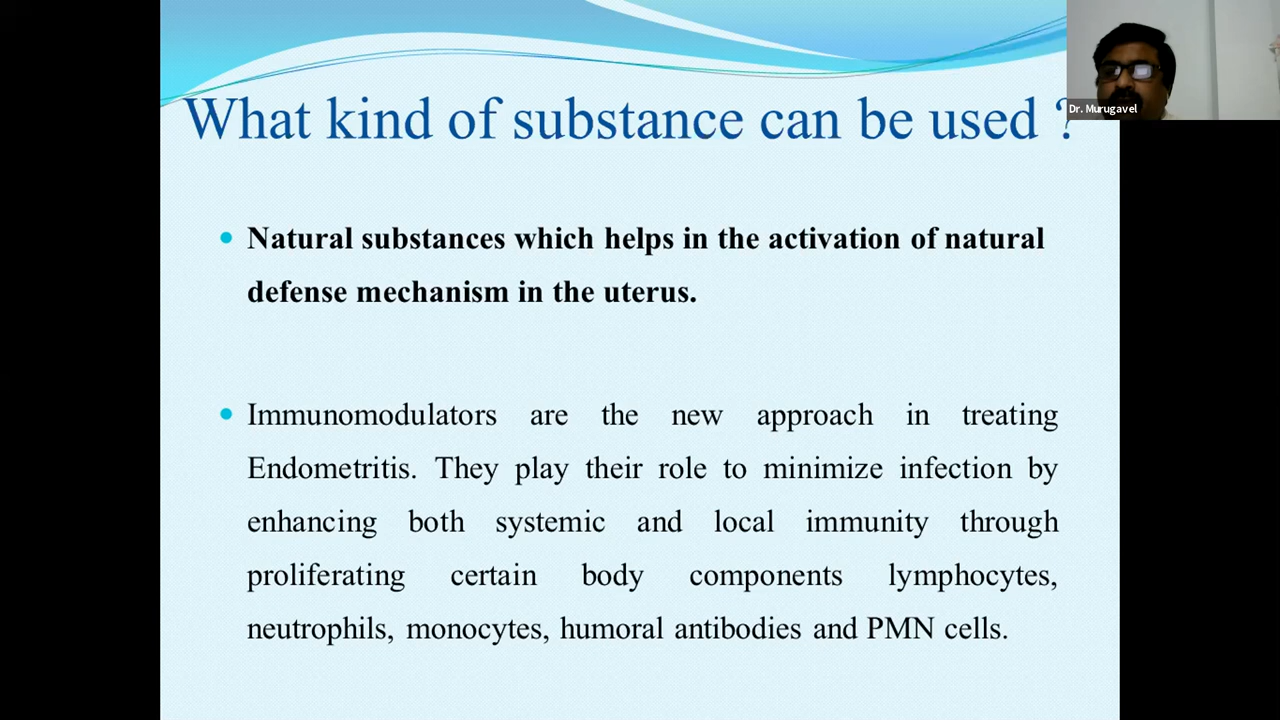 What kind of substance can be used ?
Dr. Murugavel
Natural substances which helps in the activation of natural
defense mechanism in the uterus.
Immunomodulators are the new approach in treating
Endometritis. They play their role to minimize infection by
enhancing both systemic and local immunity through
proliferating certain body components lymphocytes,
neutrophils, monocytes, humoral antibodies and PMN cells.